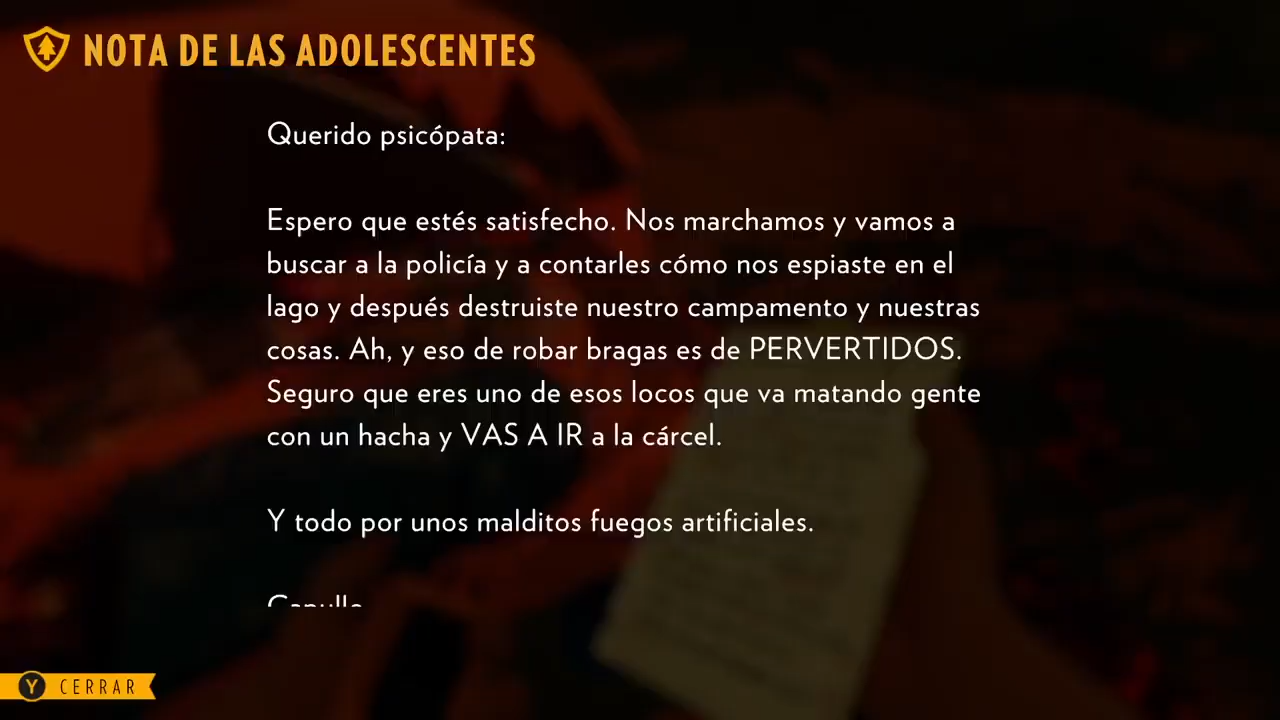 NOTA DE LAS ADOLESCENTES
Querido psicópata:
Espero que estés satisfecho. Nos marchamos y vamos a
buscar a la policía y a contarles cómo nos espiaste en el
lago y después destruiste nuestro campamento y nuestras
cosas. Ah, y eso de robar bragas es de PERVERTIDOS.
Seguro que eres uno de esos locos que va matando gente
con un hacha y VAS A IR a la cárcel.
Y todo por unos malditos fuegos artificiales.
Capullo
Y CERRAR